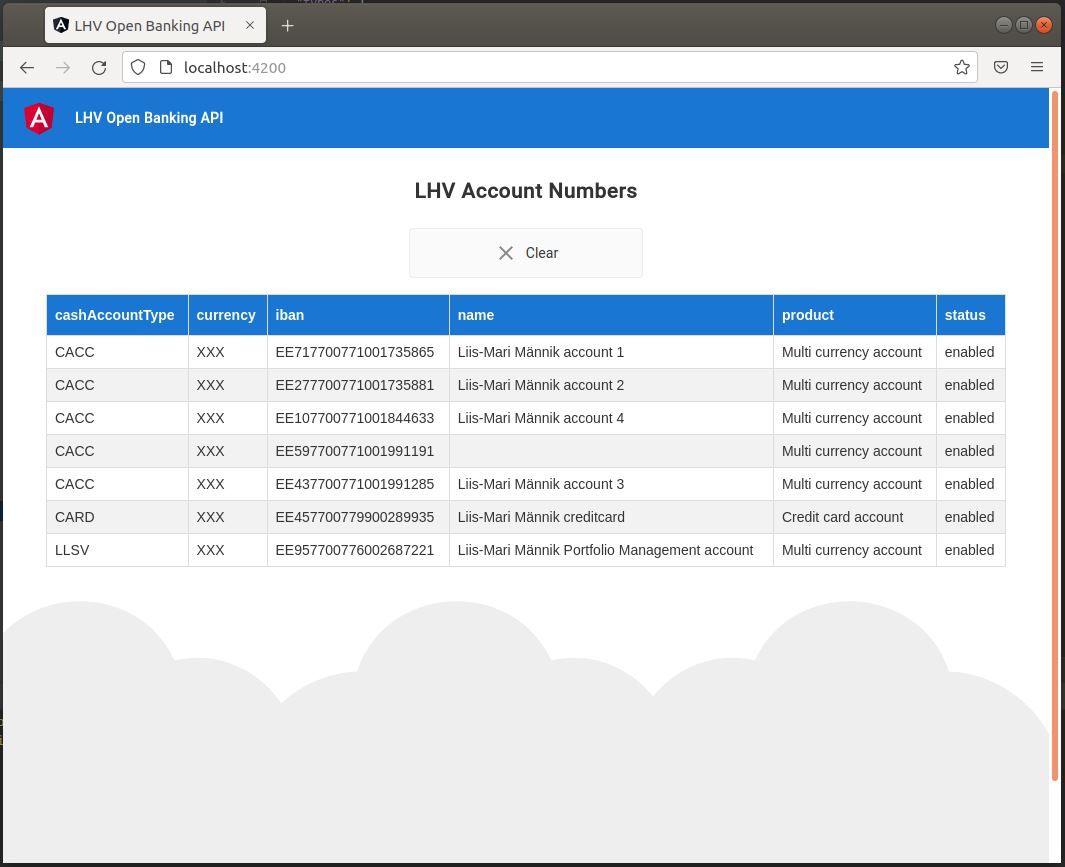 LHV Open Banking API
localhost:4200
LHV Open Banking API
LHV Account Numbers
Clear
cashAccountType currency iban name product status
CACC XXX EE717700771001735865 Liis-Mari Männik account 1 Multi currency account enabled
CACC XXX EE277700771001735881 Liis-Mari Männik account 2 Multi currency account enabled
CACC XXX EE107700771001844633 Liis-Mari Männik account 4 Multi currency account enabled
CACC XXX EE597700771001991191 Multi currency account enabled
CACC XXX EE437700771001991285 Liis-Mari Männik account 3 Multi currency account enabled
CARD XXX EE457700779900289935 Liis-Mari Männik creditcard Credit card account enabled
LLSV XXX EE957700776002687221 Liis-Mari Männik Portfolio Management account Multi currency account enabled